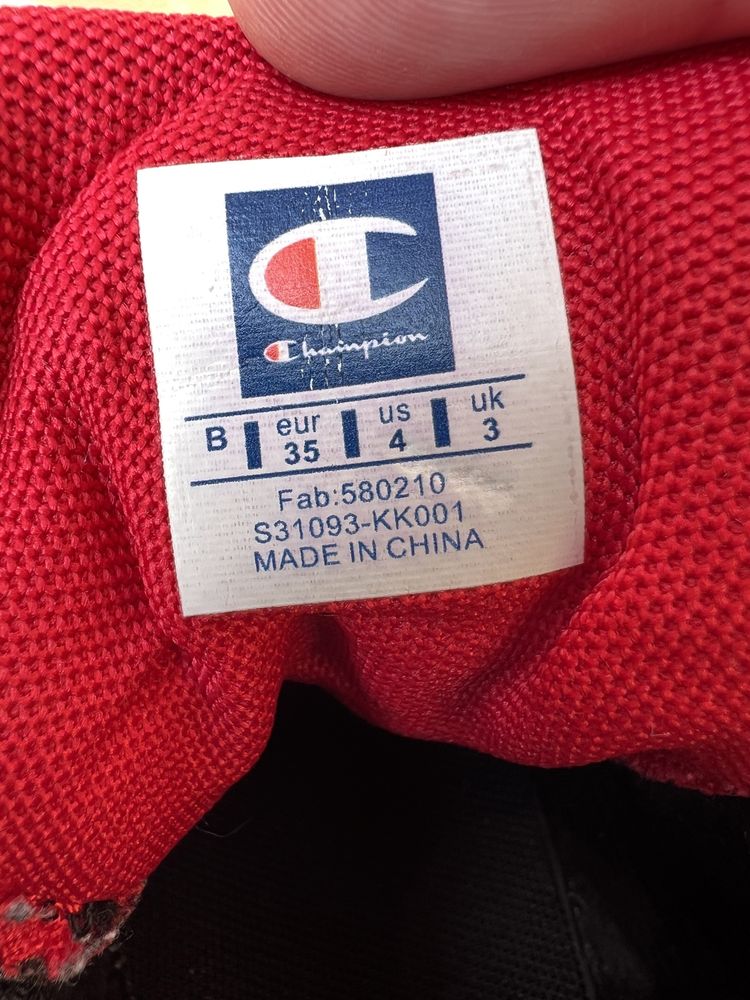 Champion
B eur 35 us 4 uk 3
Fab:580210
S31093-KK001
MADE IN CHINA